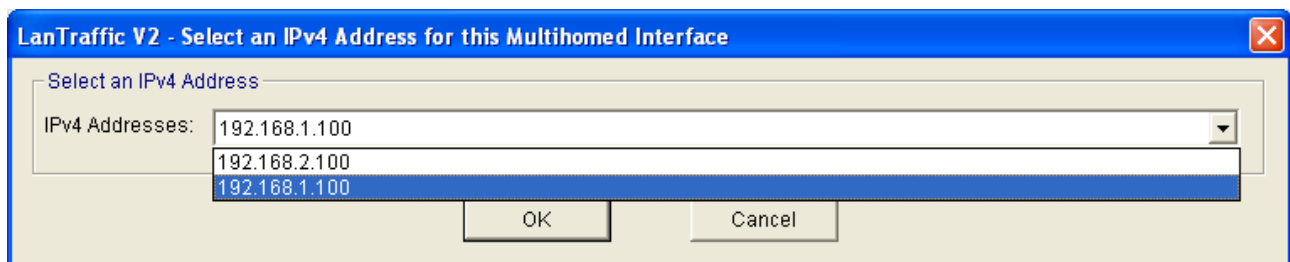 LanTraffic V2 - Select an IPv4 Address for this Multihomed Interface
Select an IPv4 Address
IPv4 Addresses: 192.168.1.100
192.168.2.100
192.168.1.100
OK Cancel